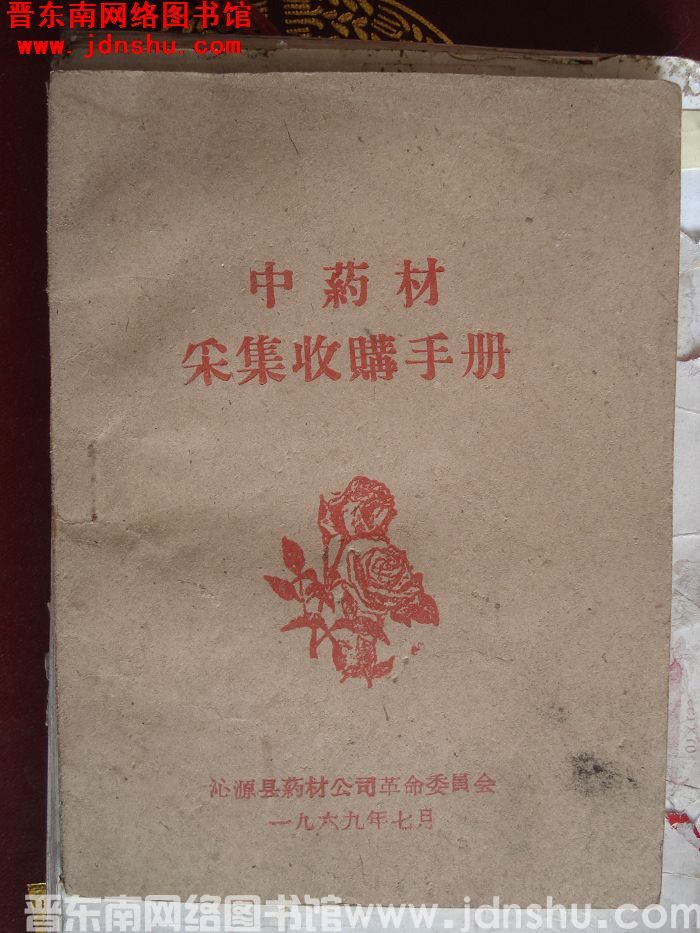 晋东南网络图书馆
www.jdnshu.com
中药材
采集收購手册
沁源县药材公司革命委員会
一九六九年七月
晋东南网络图书馆www.jdnshu.com